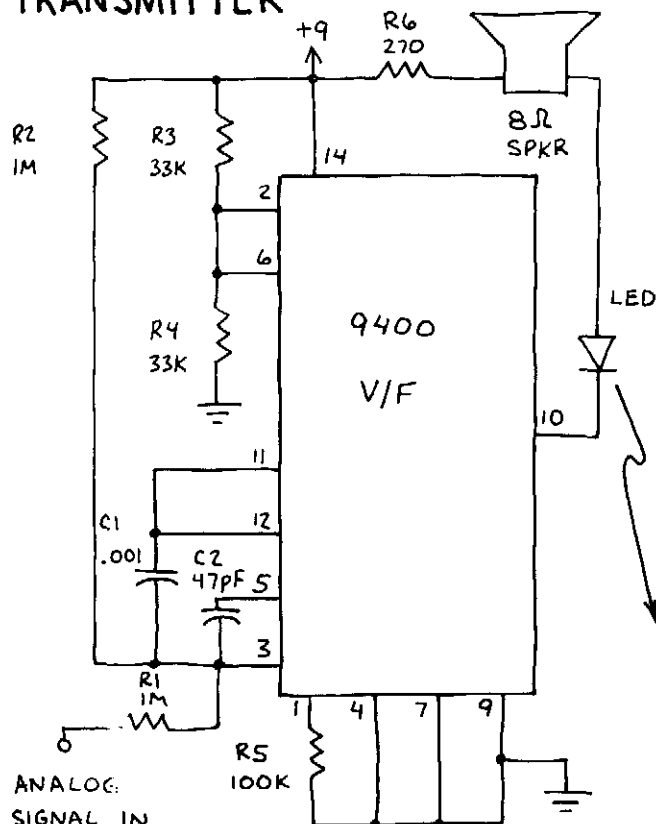 TRANSMITTER
+9
R6
270
8Ω
SPKR
R2
1M
R3
33K
14
2
6
R4
33K
9400
V/F
LED
10
11
12
C1
.001
C2
47pF
5
3
R1
1M
1
4
7
9
R5
100K
ANALOG
SIGNAL IN